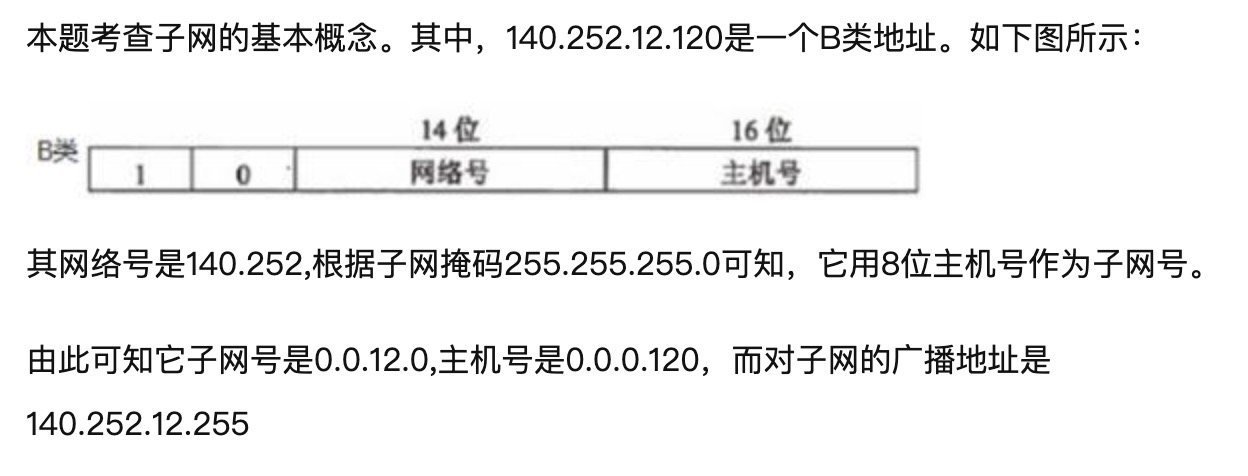 本题考查子网的基本概念。其中，140.252.12.120是一个B类地址。如下图所示：
14 位 16 位
B类 1 0 网络号 主机号
其网络号是140.252,根据子网掩码255.255.255.0可知，它用8位主机号作为子网号。
由此可知它子网号是0.0.12.0,主机号是0.0.0.120，而对子网的广播地址是
140.252.12.255